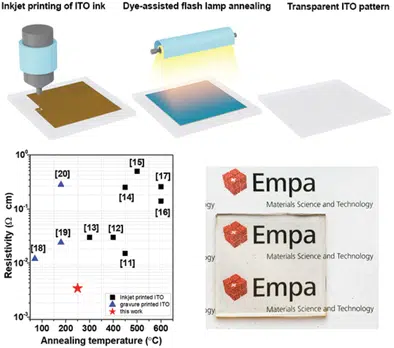 Inkjet printing of ITO ink
Dye-assisted flash lamp annealing
Transparent ITO pattern
Resistivity (Ω cm)
10⁰
10⁻¹
10⁻²
10⁻³
[20]
[15]
[17]
[14]
[16]
[19]
[13]
[12]
[18]
[11]
Inkjet printed ITO
gravure printed ITO
this work
100
200
300
400
500
600
Annealing temperature (°C)
Empa
Materials Science and Technology
Empa
Materials Science and Technology
Empa
Materials Science and Technology